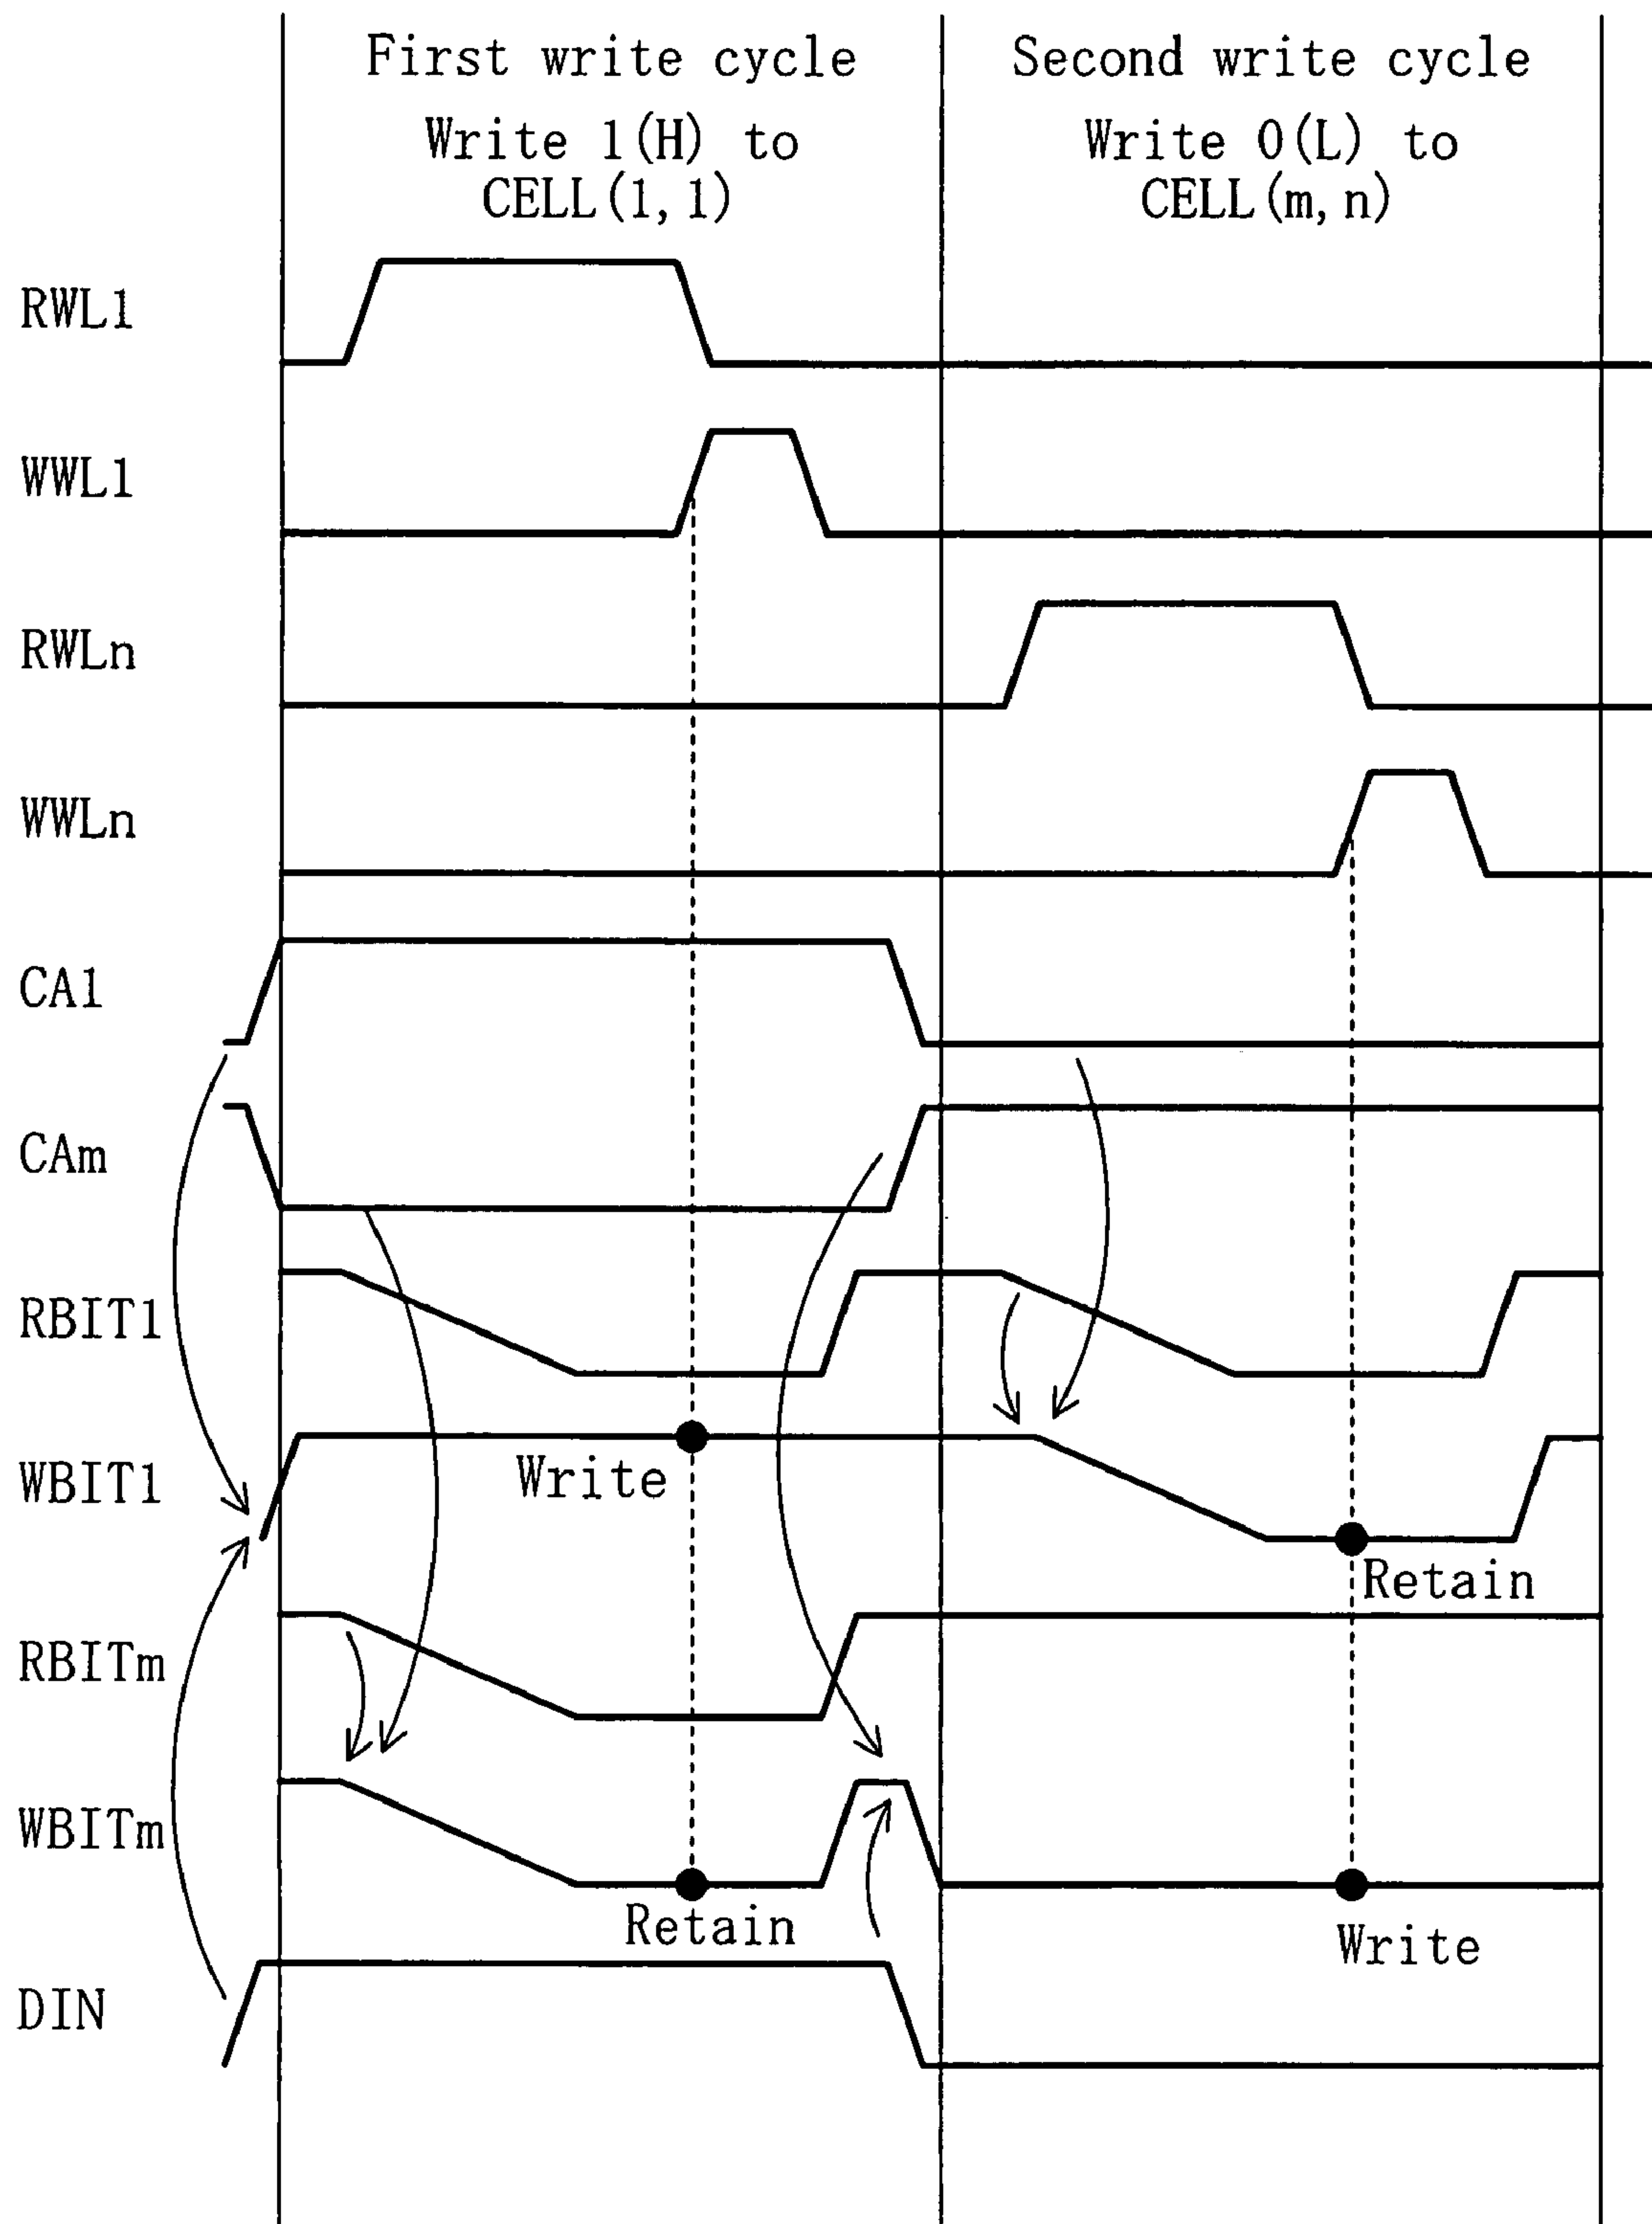 First write cycle
Write 1(H) to
CELL(1,1)
Second write cycle
Write 0(L) to
CELL(m,n)
RWL1
WWL1
RWLn
WWLn
CA1
CAm
RBIT1
WBIT1
Write
Retain
RBITm
WBITm
Retain
Write
DIN